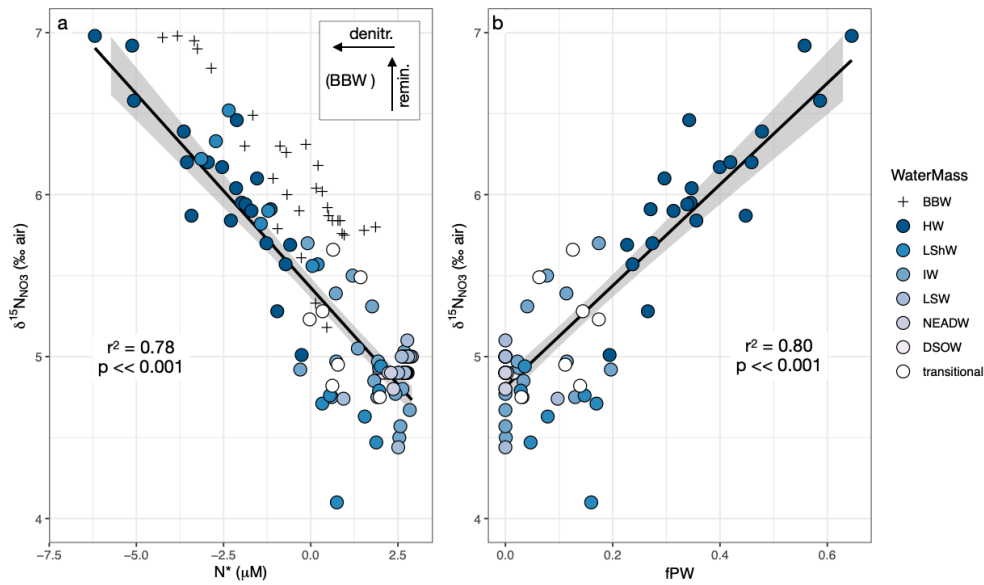 a
denitr.
(BBW )
remin.
7
6
5
4
δ15NNO3 (‰ air)
r2 = 0.78
p << 0.001
−7.5
−5.0
−2.5
0.0
2.5
N* (μM)
b
7
6
5
4
δ15NNO3 (‰ air)
r2 = 0.80
p << 0.001
0.0
0.2
0.4
0.6
fPW
WaterMass
BBW
HW
LShW
IW
LSW
NEADW
DSOW
transitional